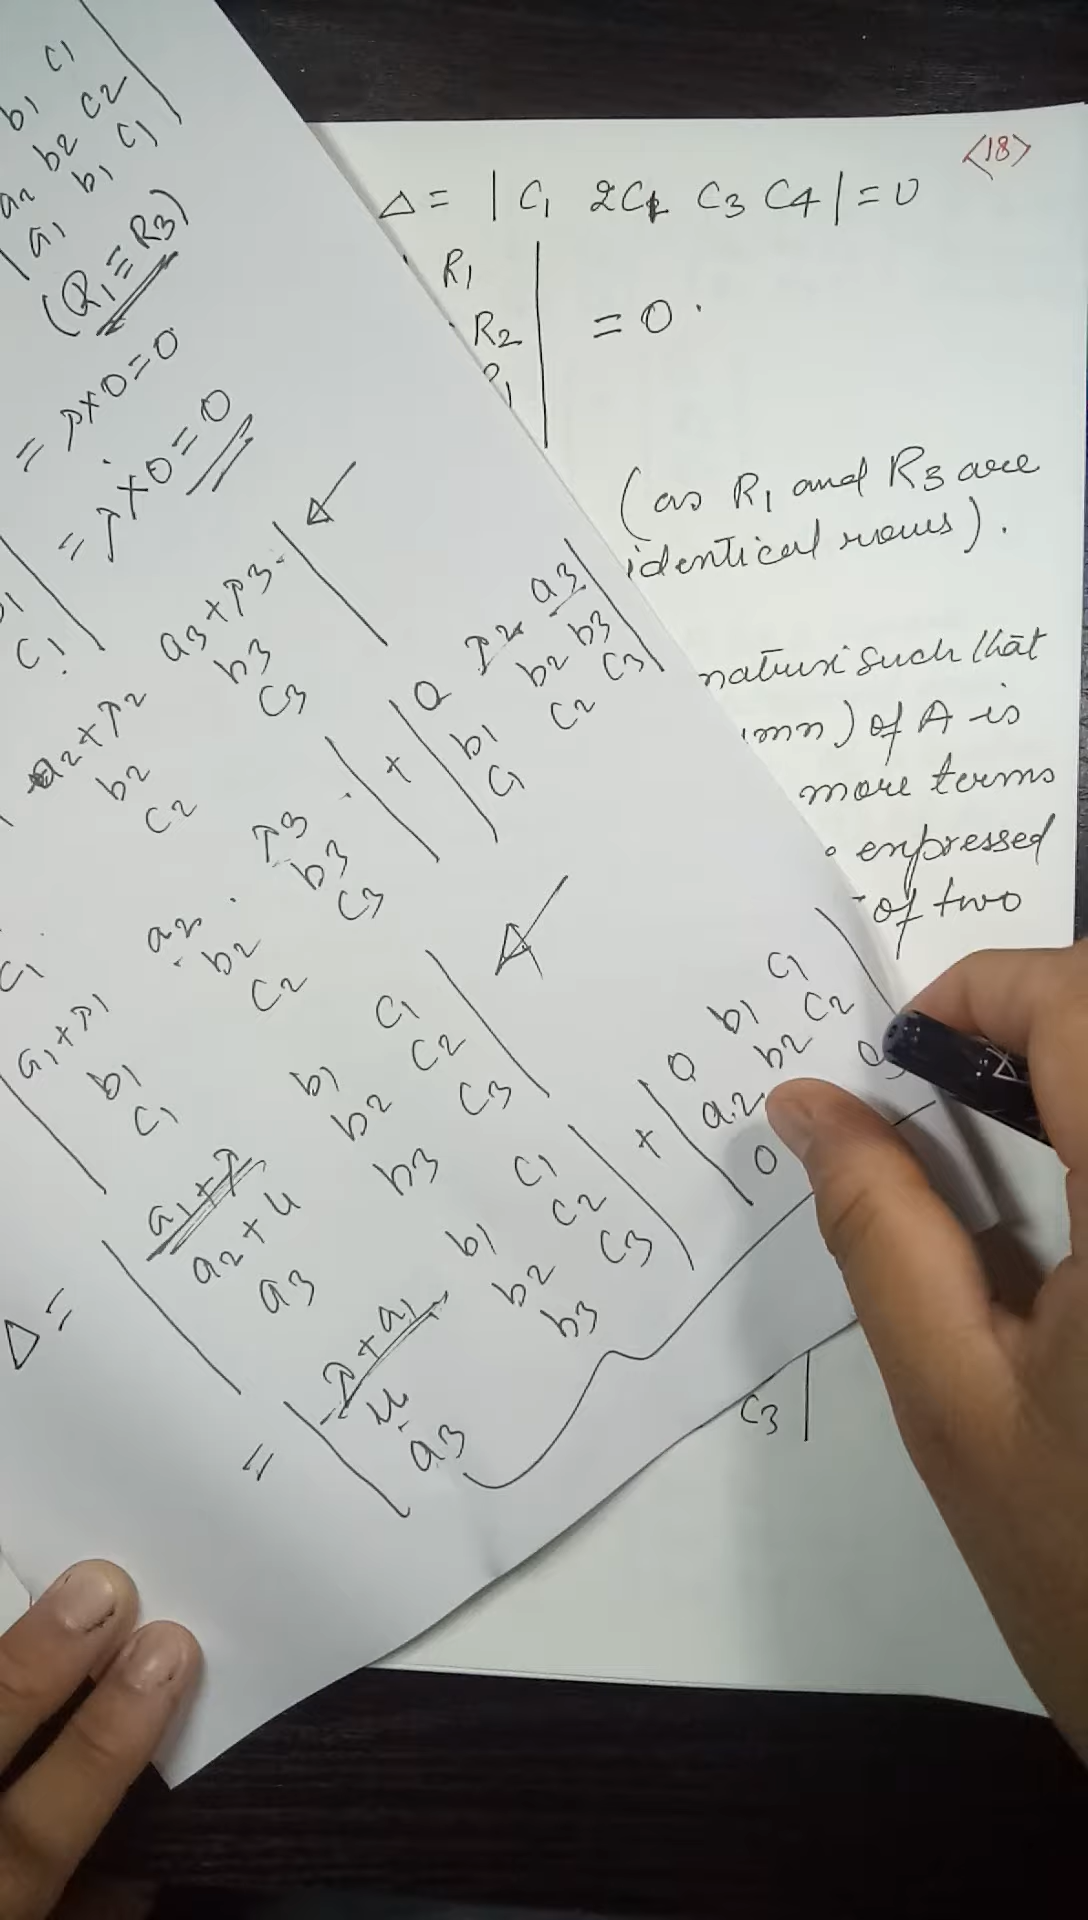 <18>
Δ = | C1 2C1 C3 C4 | = 0
R1
R2 = 0.
(as R1 and R3 are
identical rows).
such that
of A is
more terms
expressed
of two
C3 |
b1 c1
a2 b2 c2
a1 b1 c1
(R1 ≡ R3)
= p×0=0
= p×0=0
a2+p2 a3+p3
b2 b3
c2 c3
c1
a1+p1 a2 p3
b1 b2 b3
c1 c2 c3
+ | 0 p2 a3
b1 b2 b3
c1 c2 c3 |
Δ = | a1+λ b1 c1
a2+μ b2 c2
a3 b3 c3 |
= | λ+a1 b1 c1
μ b2 c2
a3 b3 c3 |
+ | 0 b1 c1
a2 b2 c2
0